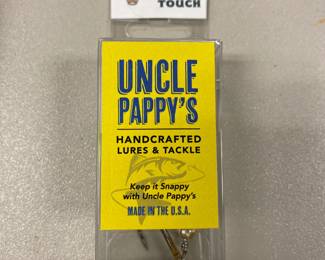 TOUCH
UNCLE
PAPPY'S
HANDCRAFTED
LURES & TACKLE
Keep it Snappy
with Uncle Pappy's
MADE IN THE U.S.A.